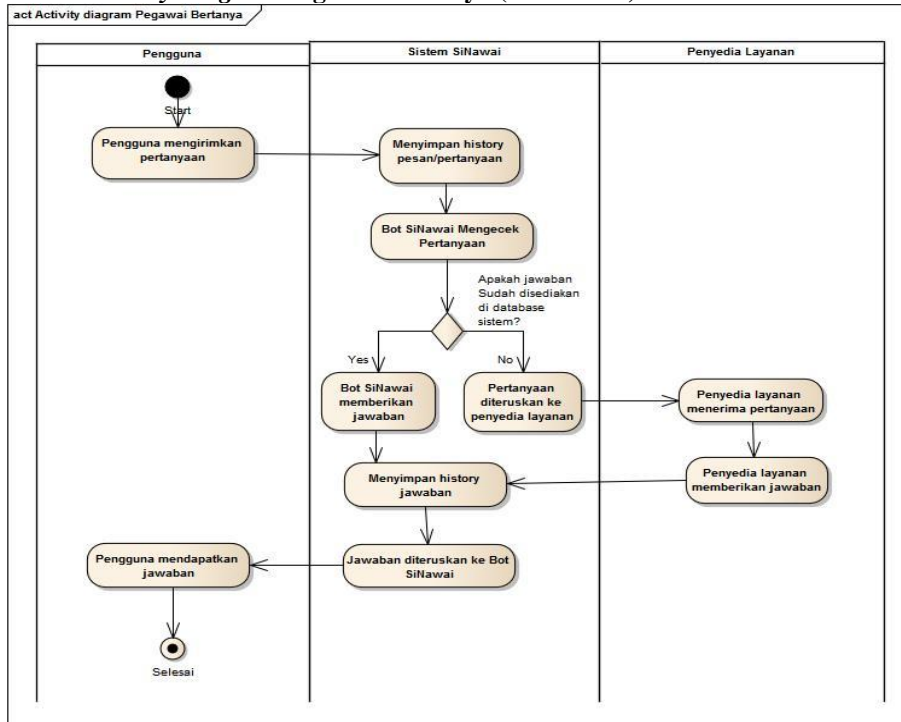 act Activity diagram Pegawai Bertanya
Pengguna
Sistem SiNawai
Penyedia Layanan
Start
Pengguna mengirimkan
pertanyaan
Menyimpan history
pesan/pertanyaan
Bot SiNawai Mengecek
Pertanyaan
Apakah jawaban
Sudah disediakan
di database
sistem?
Yes
No
Bot SiNawai
memberikan
jawaban
Pertanyaan
diteruskan ke
penyedia layanan
Penyedia layanan
menerima pertanyaan
Penyedia layanan
memberikan jawaban
Menyimpan history
jawaban
Jawaban diteruskan ke Bot
SiNawai
Pengguna mendapatkan
jawaban
Selesai